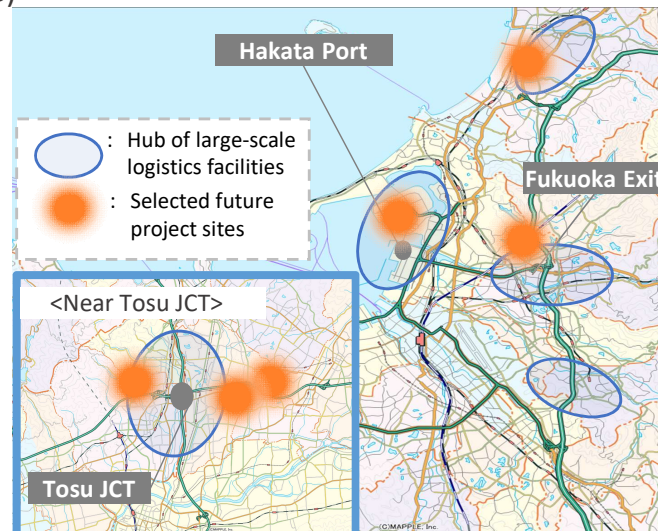 Hakata Port
: Hub of large-scale
logistics facilities
: Selected future
project sites
Fukuoka Exit
<Near Tosu JCT>
Tosu JCT
(C)MAPPLE, Inc.